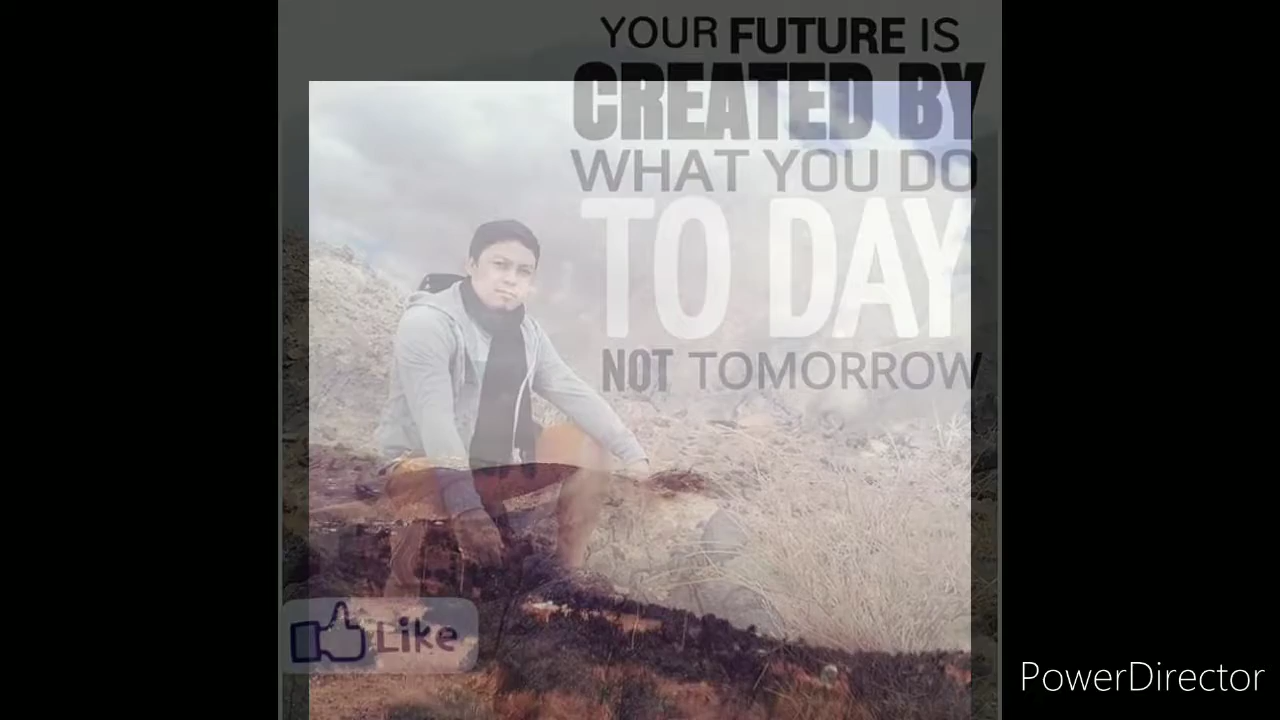 YOUR FUTURE IS
CREATED BY
WHAT YOU DO
TO DAY
NOT TOMORROW
Like
PowerDirector